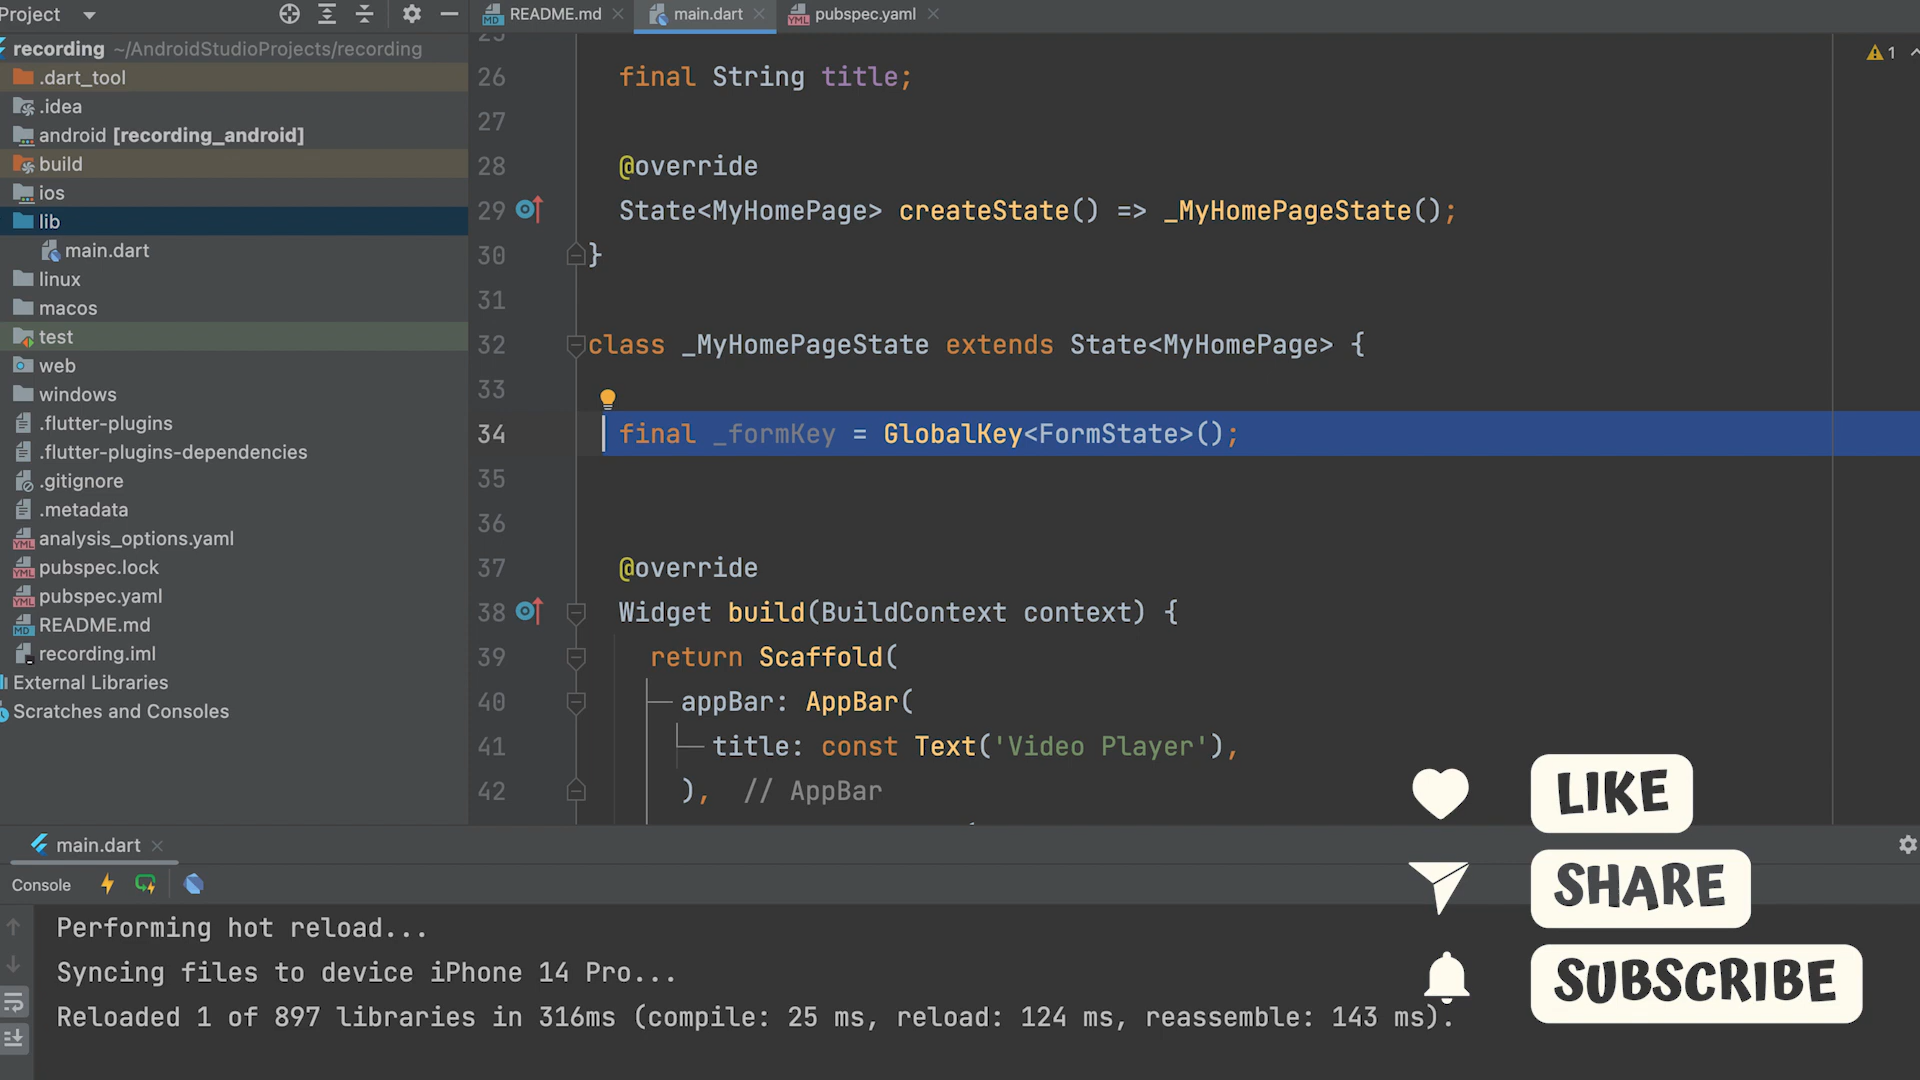 Project
README.md
main.dart
pubspec.yaml
recording ~/AndroidStudioProjects/recording
.dart_tool
.idea
android [recording_android]
build
ios
lib
main.dart
linux
macos
test
web
windows
.flutter-plugins
.flutter-plugins-dependencies
.gitignore
.metadata
analysis_options.yaml
pubspec.lock
pubspec.yaml
README.md
recording.iml
External Libraries
Scratches and Consoles
1
25
26 final String title;
27
28 @override
29 State<MyHomePage> createState() => _MyHomePageState();
30 }
31
32 class _MyHomePageState extends State<MyHomePage> {
33
34 final _formKey = GlobalKey<FormState>();
35
36
37 @override
38 Widget build(BuildContext context) {
39 return Scaffold(
40 appBar: AppBar(
41 title: const Text('Video Player'),
42 ), // AppBar
main.dart
Console
Performing hot reload...
Syncing files to device iPhone 14 Pro...
Reloaded 1 of 897 libraries in 316ms (compile: 25 ms, reload: 124 ms, reassemble: 143 ms).
LIKE
SHARE
SUBSCRIBE